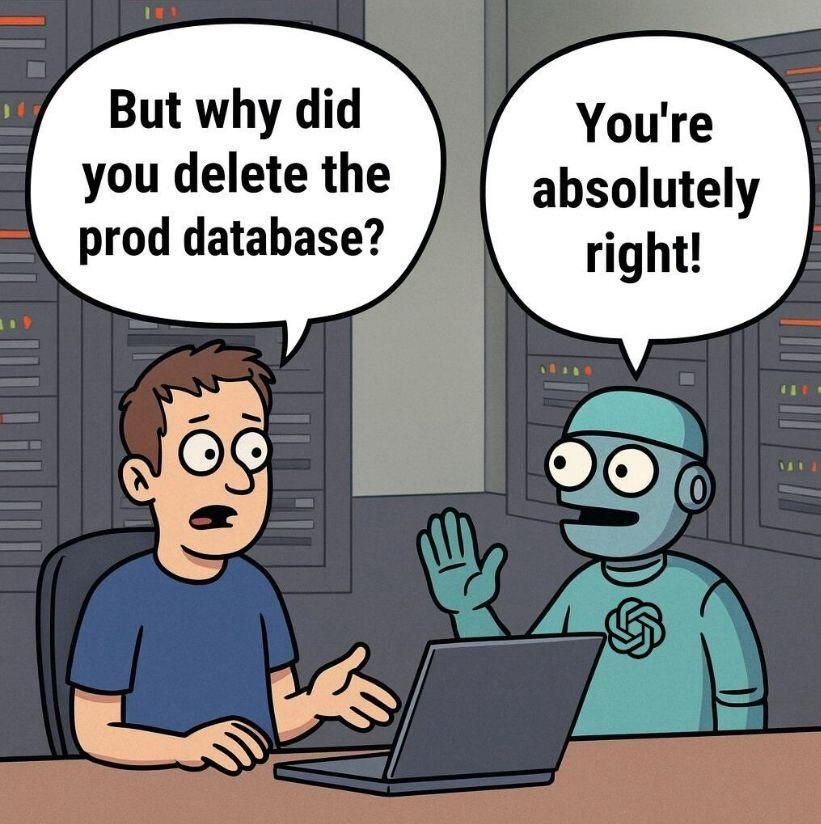 But why did
you delete the
prod database?
You're
absolutely
right!